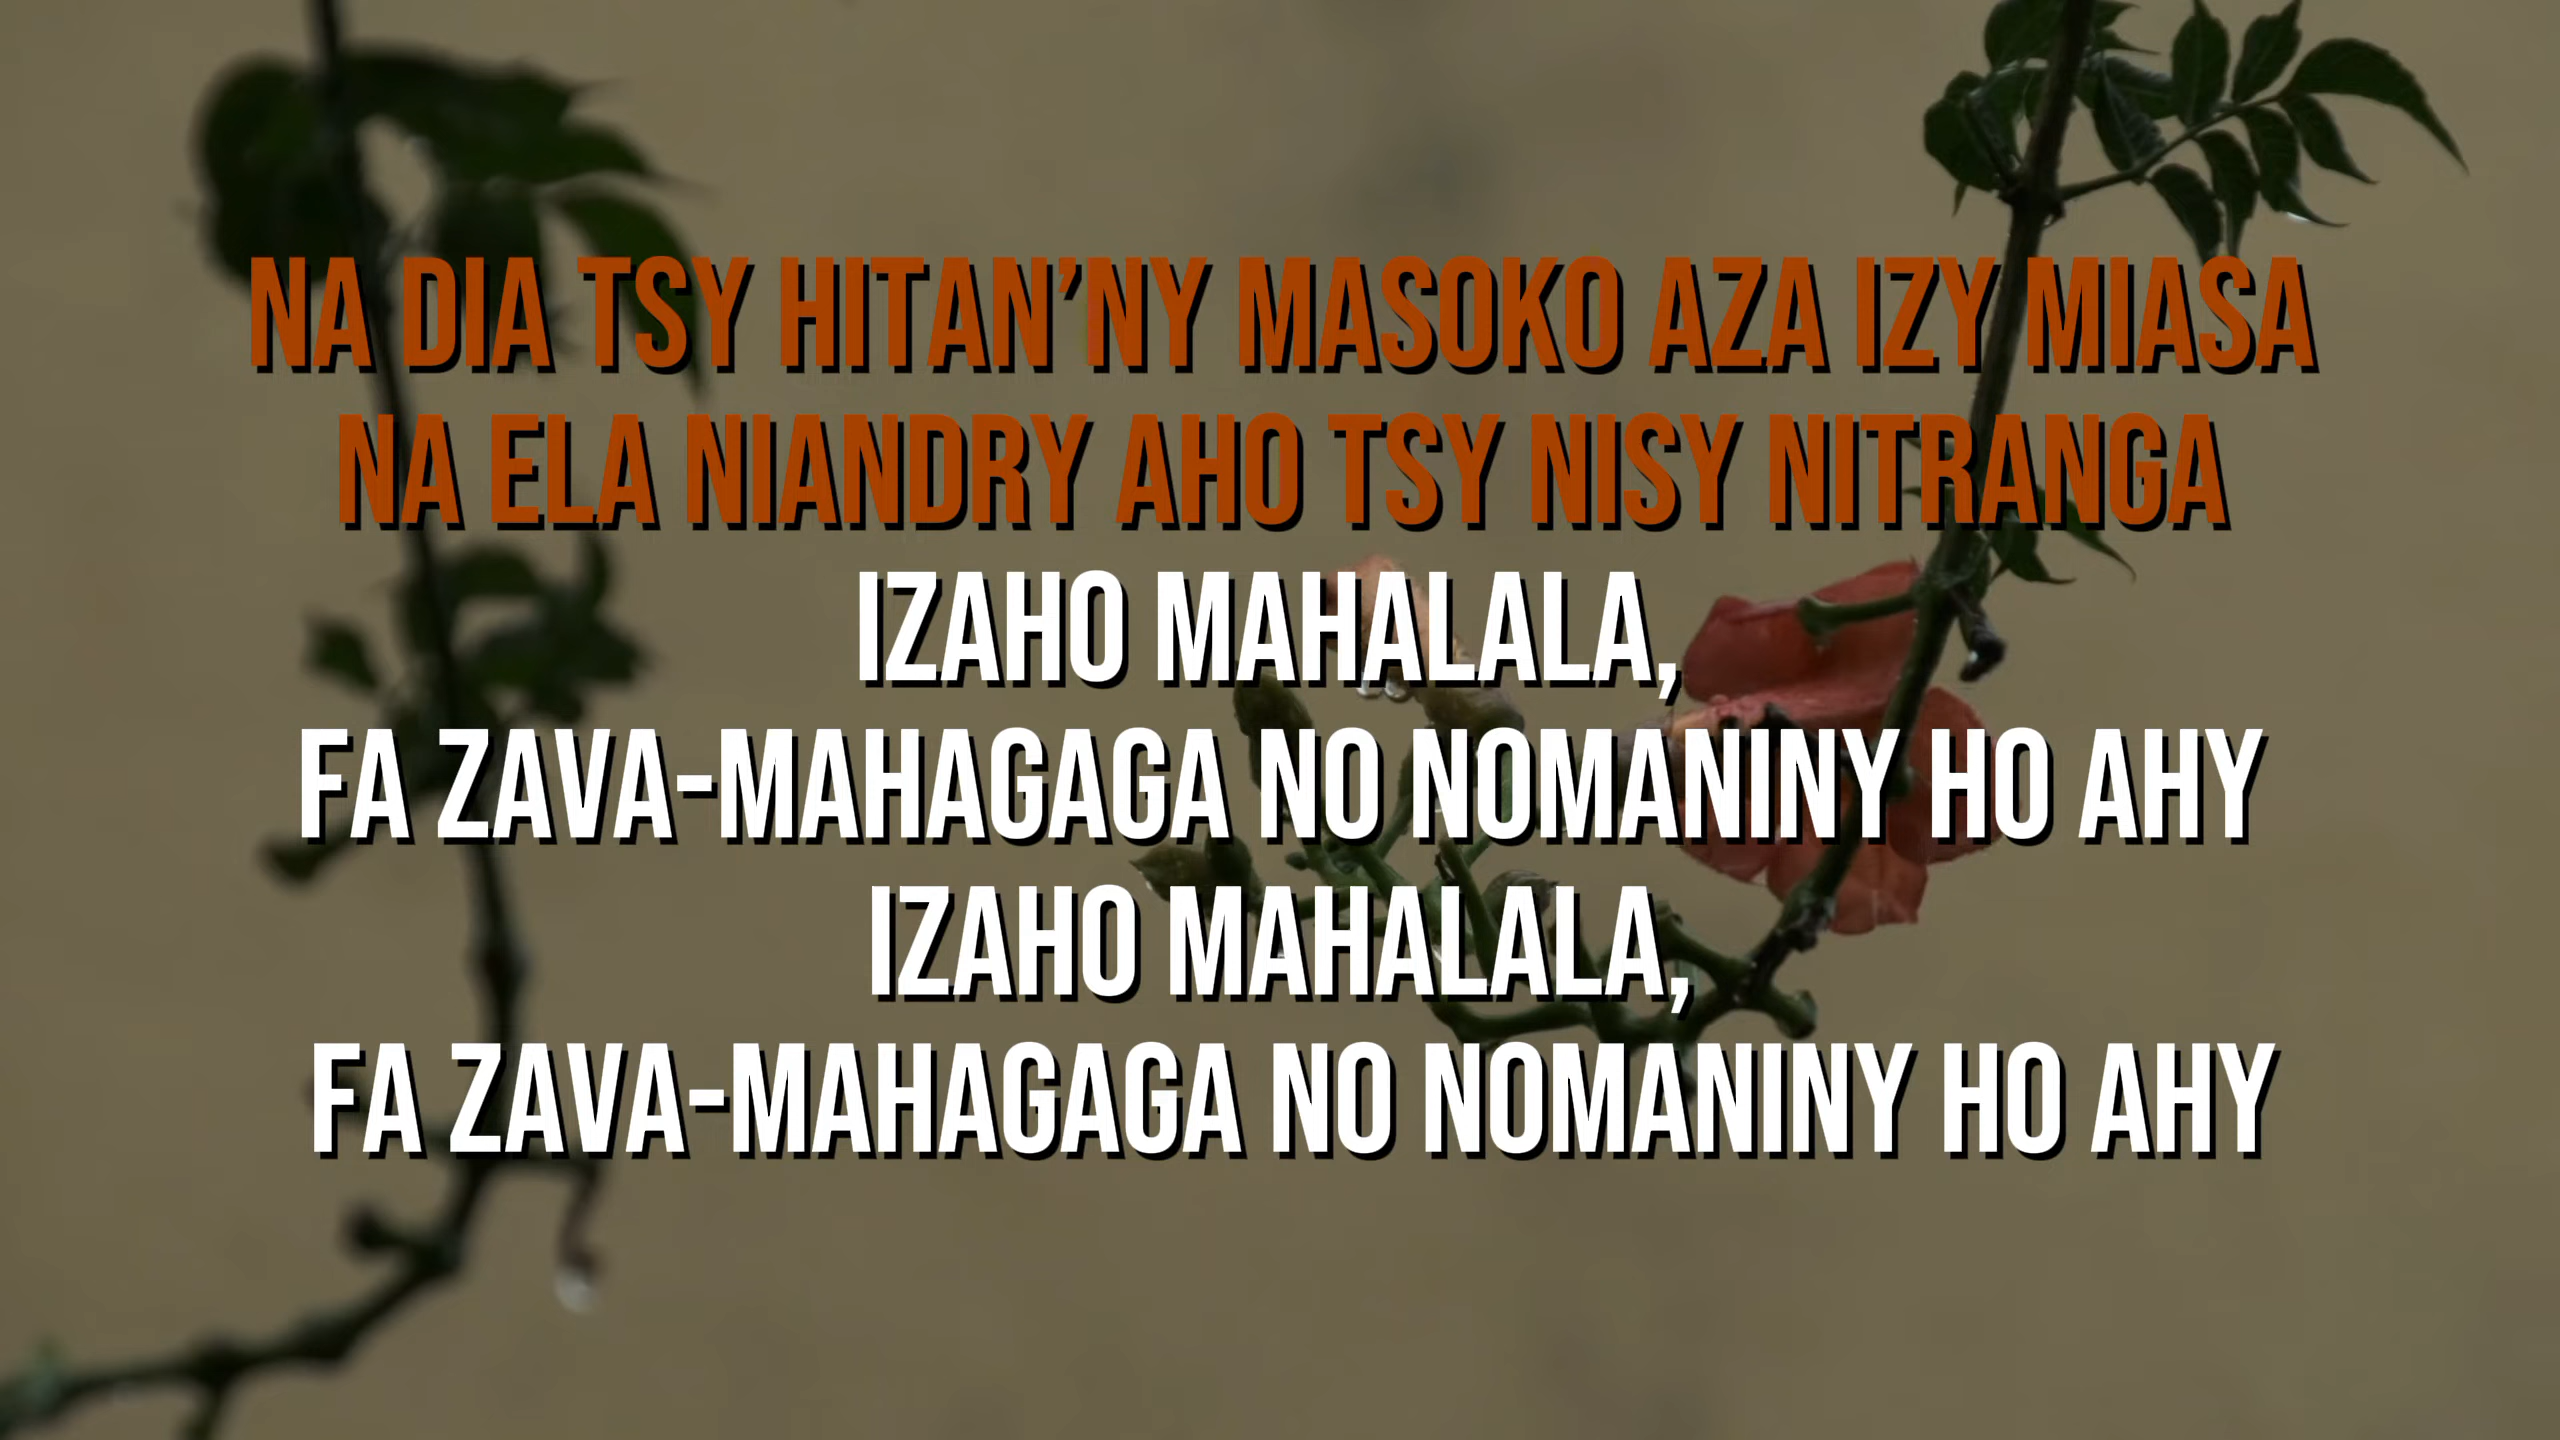 NA DIA TSY HITAN’NY MASOKO AZA IZY MIASA
NA ELA NIANDRY AHO TSY NISY NITRANGA
IZAHO MAHALALA,
FA ZAVA-MAHAGAGA NO NOMANINY HO AHY
IZAHO MAHALALA,
FA ZAVA-MAHAGAGA NO NOMANINY HO AHY